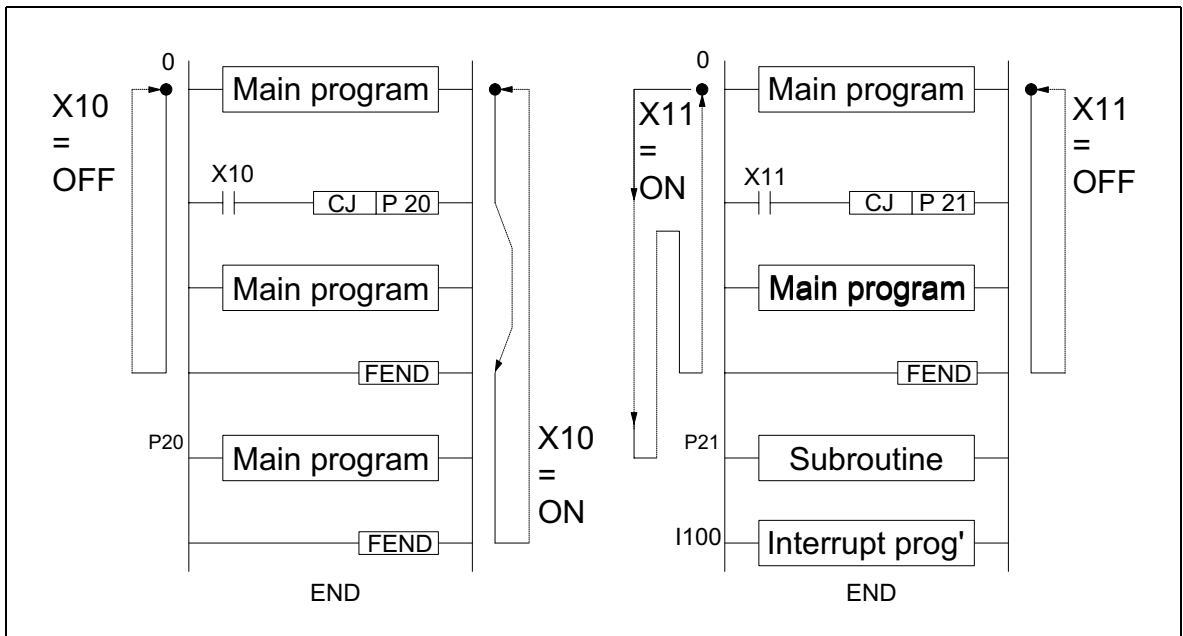 0
Main program
X10
=
OFF
X10
CJ P 20
Main program
FEND
P20
Main program
X10
=
ON
FEND
END
0
Main program
X11
=
ON
X11
=
OFF
X11
CJ P 21
Main program
FEND
P21
Subroutine
I100
Interrupt prog'
END